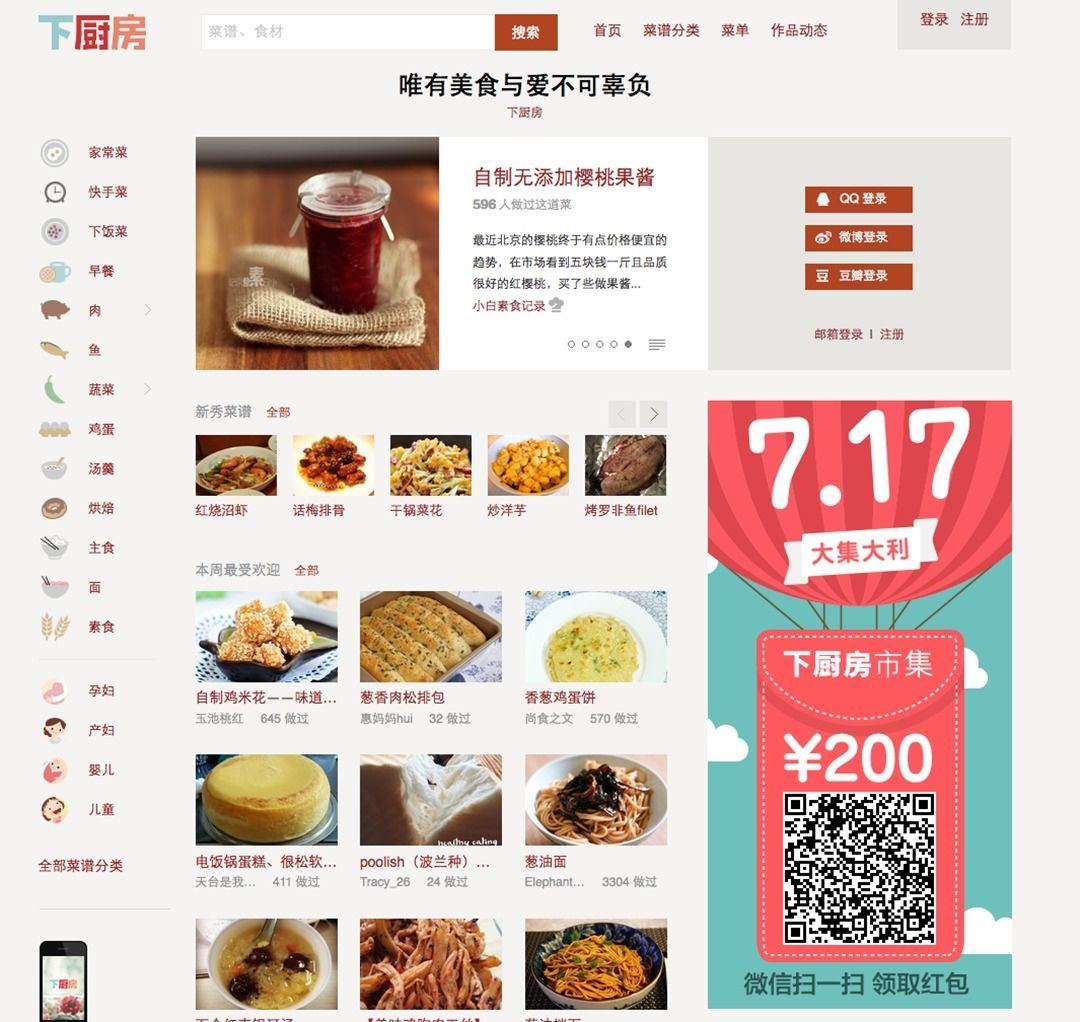 下厨房
菜谱、食材
搜索
首页
菜谱分类
菜单
作品动态
登录 注册
唯有美食与爱不可辜负
下厨房
家常菜
快手菜
下饭菜
早餐
肉
鱼
蔬菜
鸡蛋
汤羹
烘焙
主食
面
素食
孕妇
产妇
婴儿
儿童
全部菜谱分类
下厨房
素
自制无添加樱桃果酱
596 人做过这道菜
最近北京的樱桃终于有点价格便宜的
趋势，在市场看到五块钱一斤且品质
很好的红樱桃，买了些做果酱...
小白素食记录
QQ 登录
微博登录
豆 豆瓣登录
邮箱登录 | 注册
新秀菜谱 全部
红烧沼虾
话梅排骨
干锅菜花
炒洋芋
烤罗非鱼filet
本周最受欢迎 全部
自制鸡米花——味道...
玉池桃红 645 做过
葱香肉松排包
惠妈妈hui 32 做过
香葱鸡蛋饼
尚食之文 570 做过
电饭锅蛋糕、很松软...
天台是我... 411 做过
healthy eating
poolish（波兰种）...
Tracy_26 24 做过
葱油面
Elephant... 3304 做过
7.17
大集大利
下厨房市集
¥200
微信扫一扫 领取红包